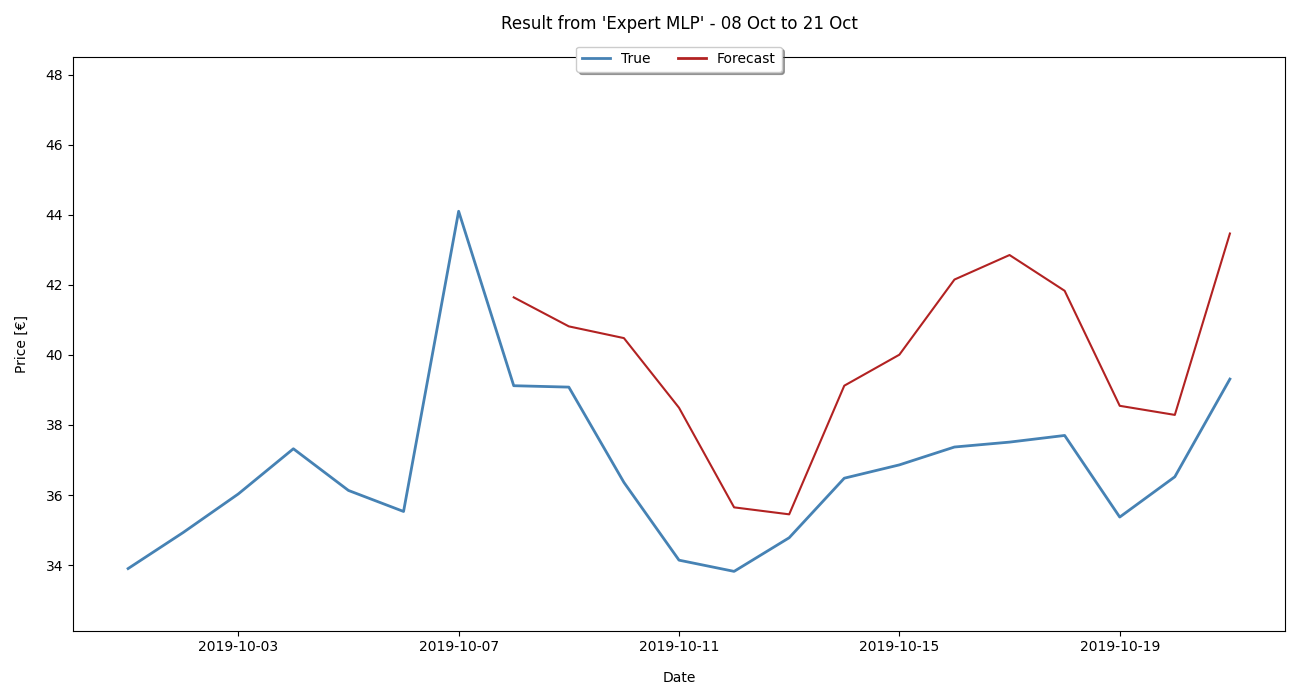 Result from 'Expert MLP' - 08 Oct to 21 Oct
True Forecast
48
46
44
42
40
38
36
34
Price [€]
2019-10-03 2019-10-07 2019-10-11 2019-10-15 2019-10-19
Date